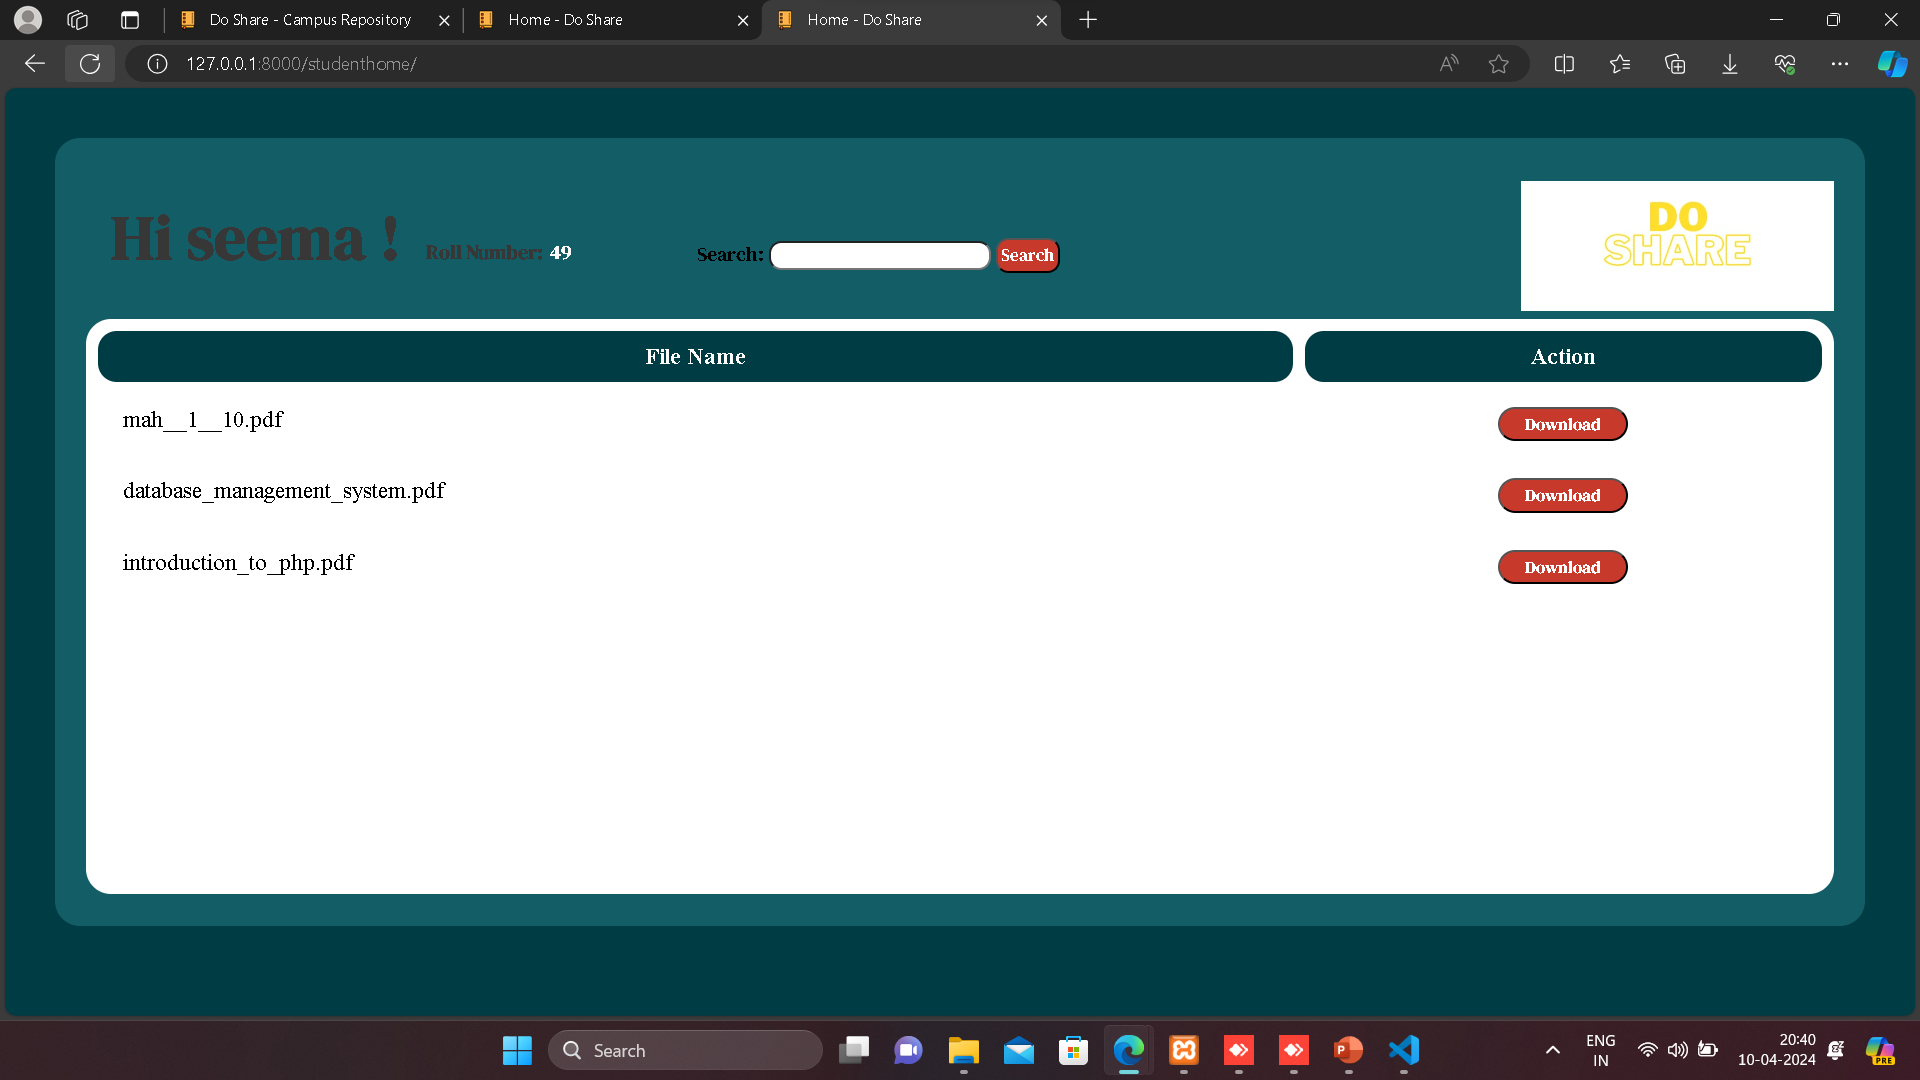 Do Share - Campus Repository
Home - Do Share
Home - Do Share
127.0.0.1:8000/studenthome/
Hi seema !
Roll Number: 49
Search:
Search
DO
SHARE
File Name
Action
mah__1__10.pdf
Download
database_management_system.pdf
Download
introduction_to_php.pdf
Download
Search
ENG
IN
20:40
10-04-2024
PRE